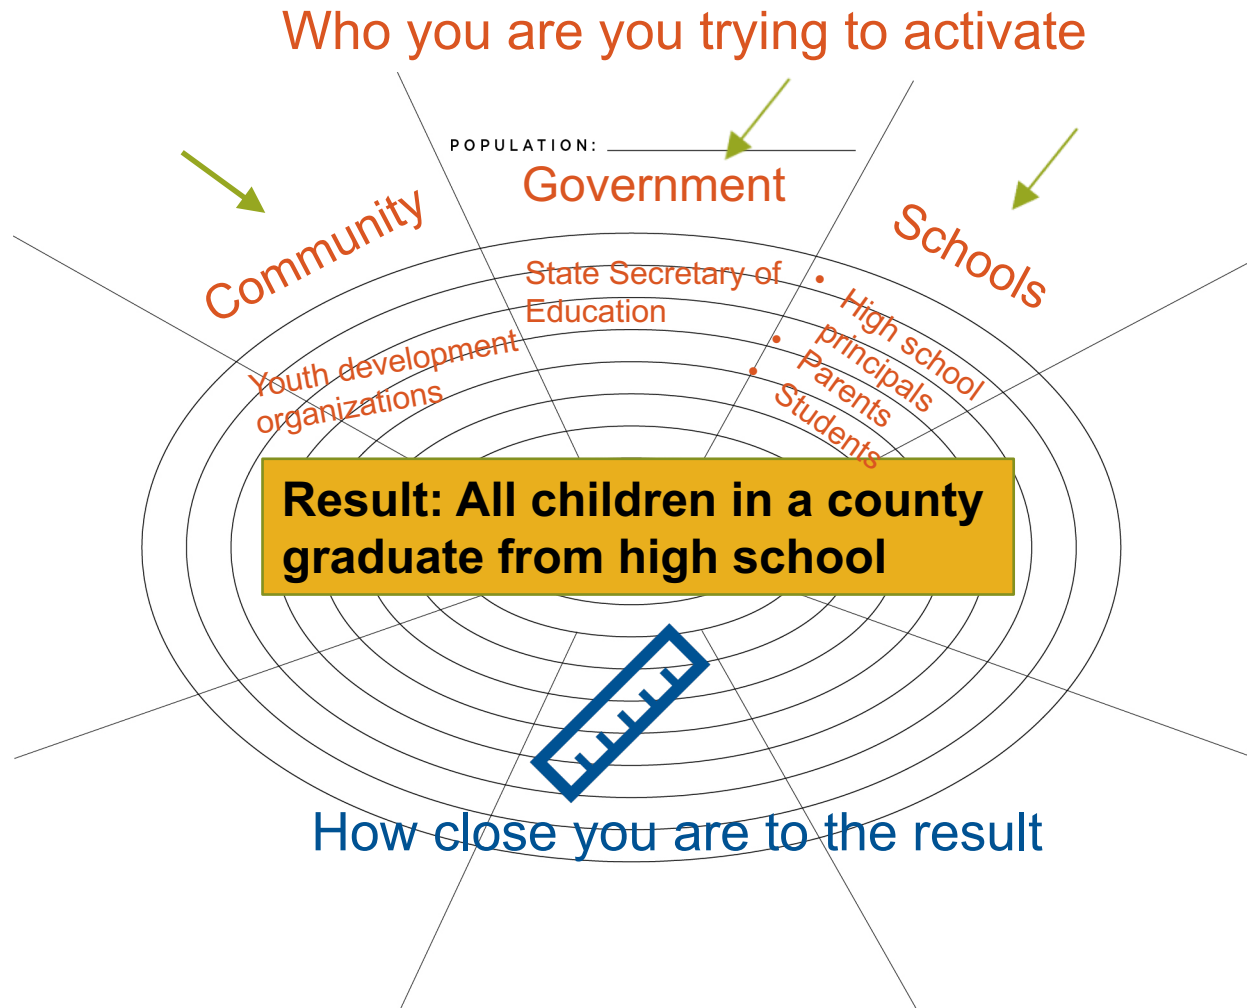 Who you are you trying to activate
POPULATION:
Government
Community
Schools
State Secretary of
Education
Youth development
organizations
• High school
principals
• Parents
• Students
Result: All children in a county
graduate from high school
How close you are to the result